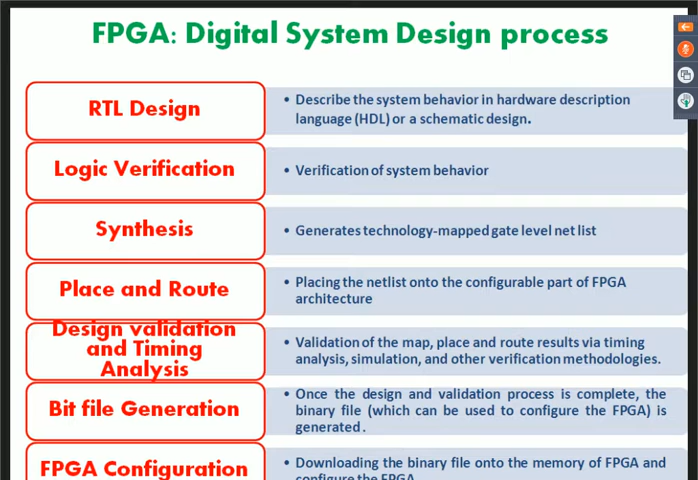 FPGA: Digital System Design process
RTL Design
• Describe the system behavior in hardware description
language (HDL) or a schematic design.
Logic Verification
• Verification of system behavior
Synthesis
• Generates technology-mapped gate level net list
Place and Route
• Placing the netlist onto the configurable part of FPGA
architecture
Design validation
and Timing
Analysis
• Validation of the map, place and route results via timing
analysis, simulation, and other verification methodologies.
Bit file Generation
• Once the design and validation process is complete, the
binary file (which can be used to configure the FPGA) is
generated.
FPGA Configuration
• Downloading the binary file onto the memory of FPGA and
configure the FPGA